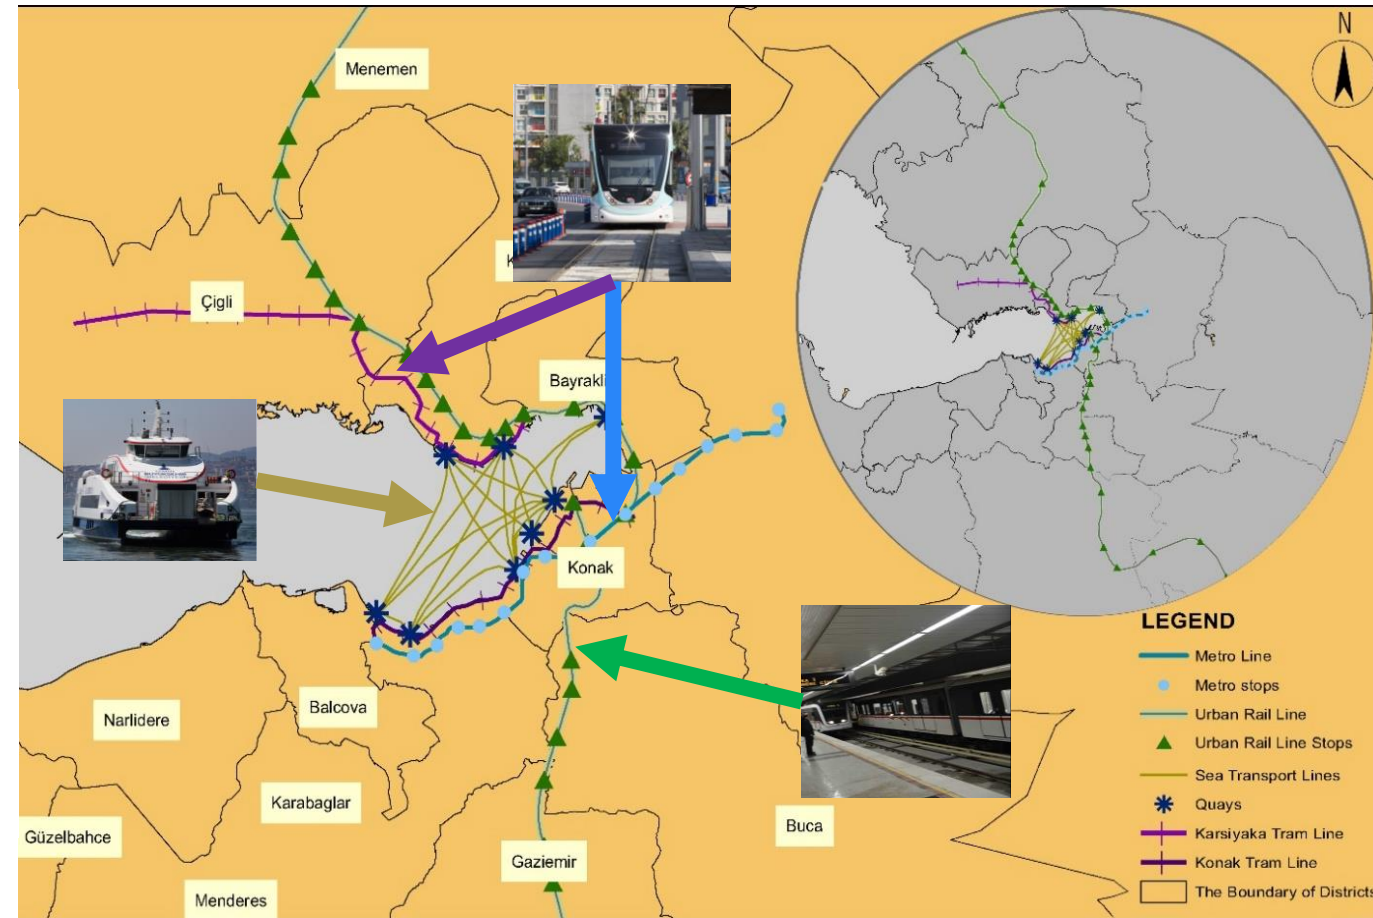 N
Menemen
Çigli
K
Bayrakli
Konak
Narlidere
Balcova
Karabaglar
Güzelbahce
Buca
Gaziemir
Menderes
LEGEND
Metro Line
Metro stops
Urban Rail Line
Urban Rail Line Stops
Sea Transport Lines
Quays
Karsiyaka Tram Line
Konak Tram Line
The Boundary of Districts